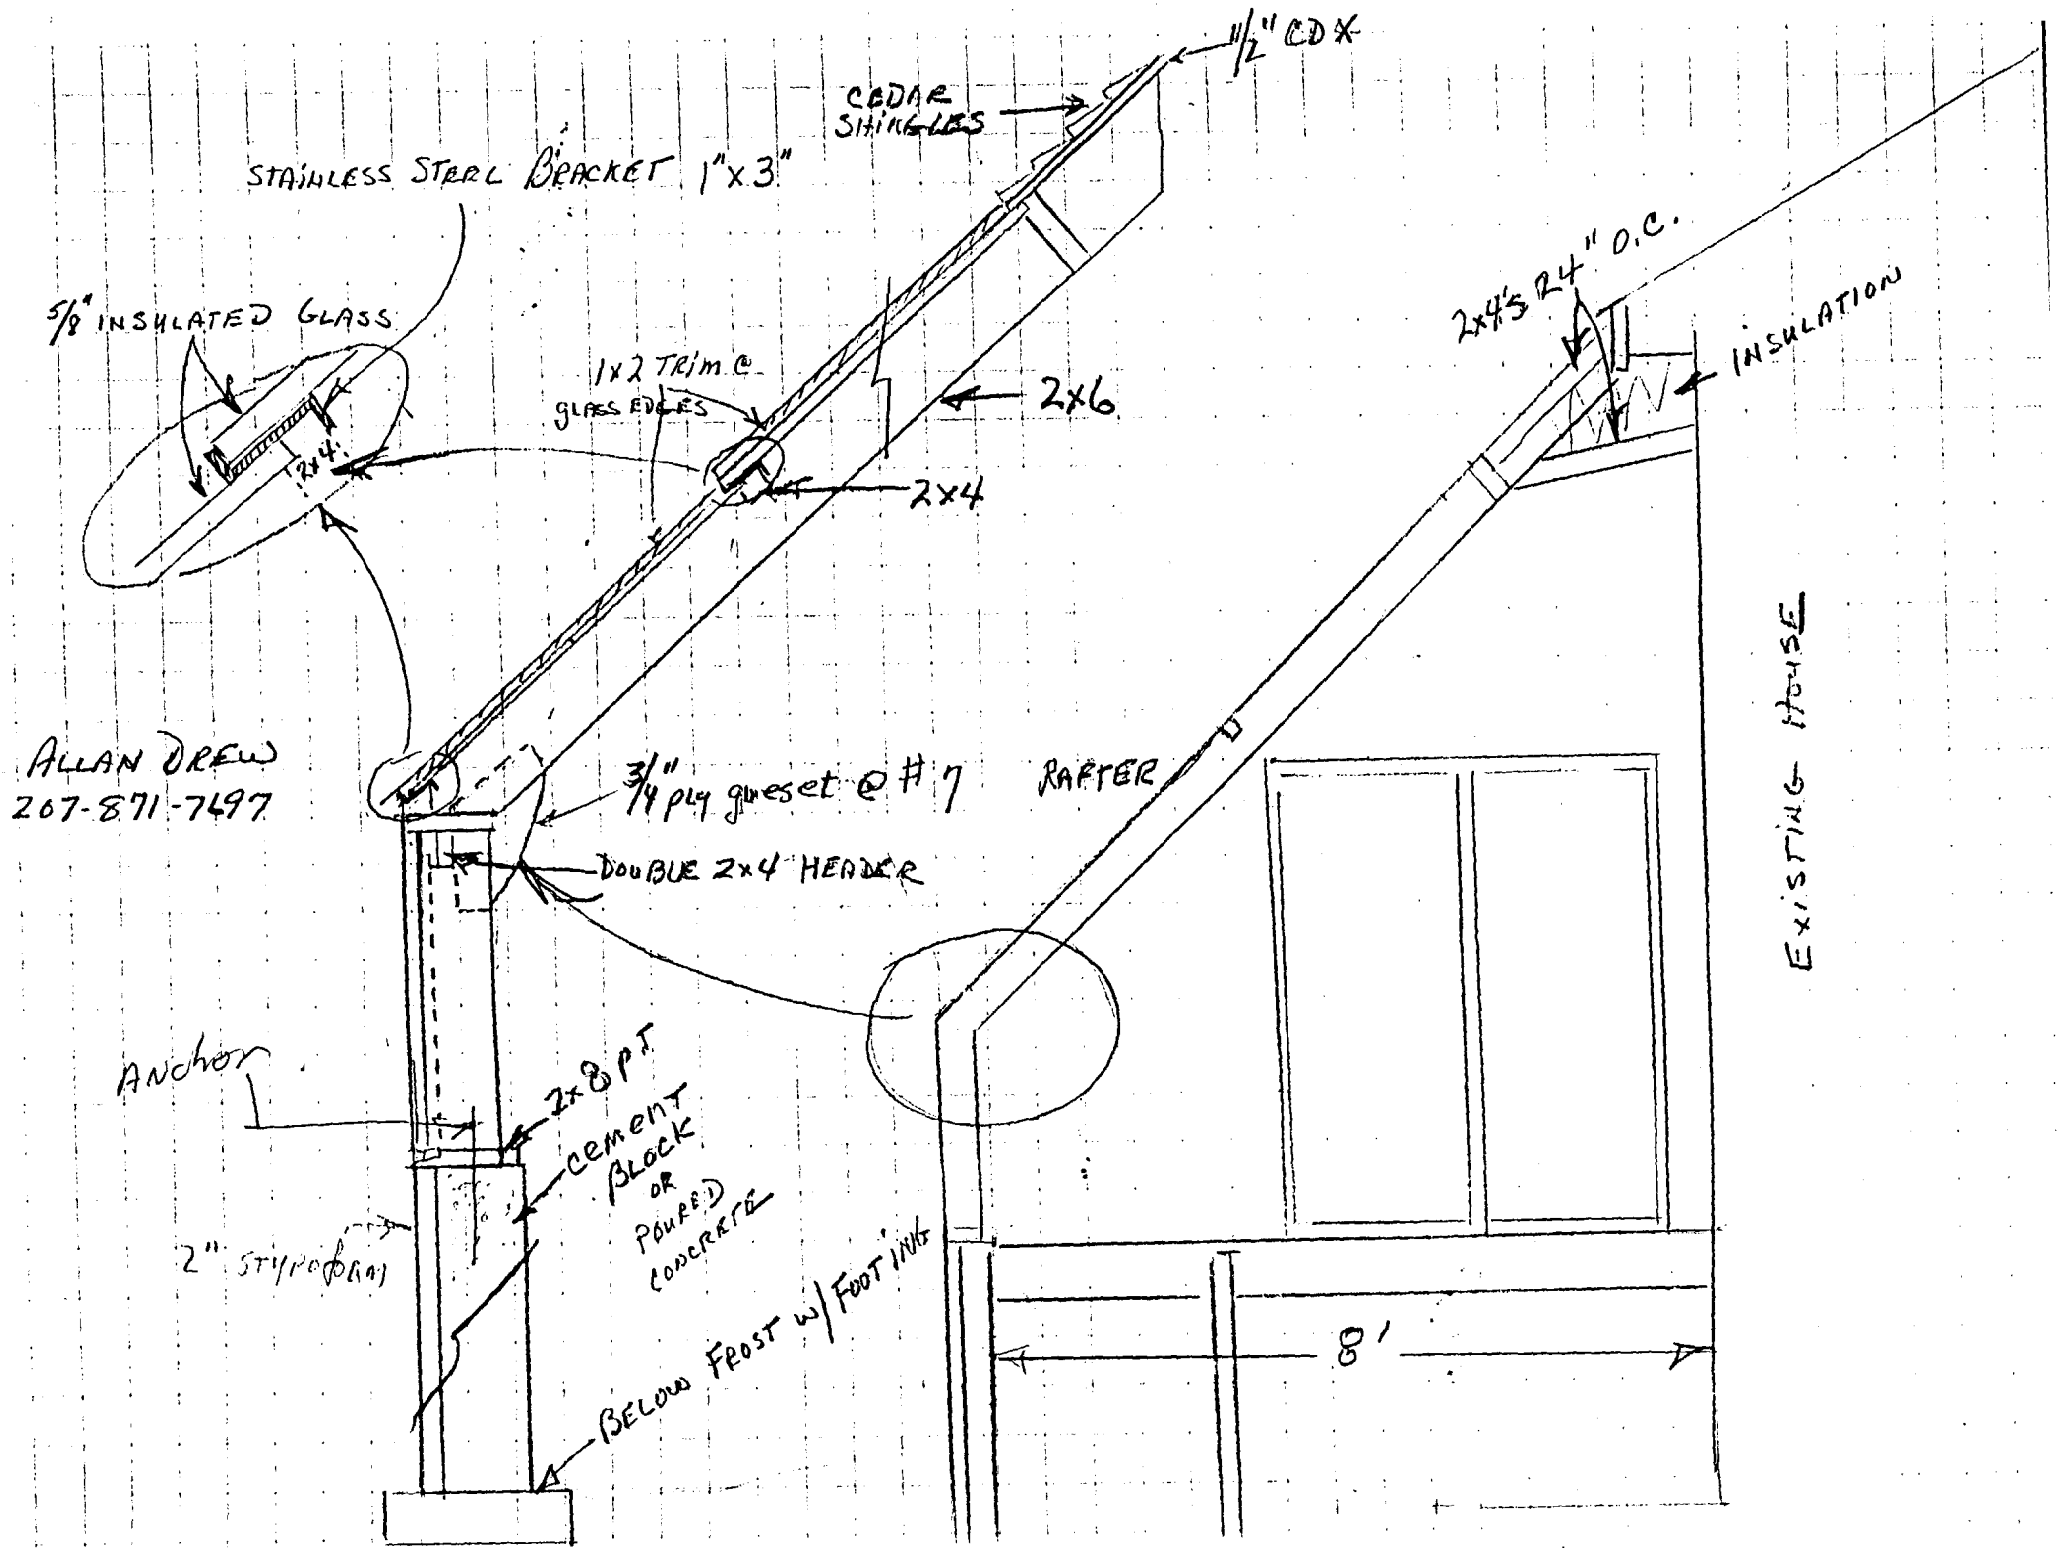 1/2" CDX
CEDAR
SHINGLES
STAINLESS STEEL BRACKET 1"x3"
2x4's 24" O.C.
INSULATION
5/8" INSULATED GLASS
1x2 TRIM @
GLASS EDGES
2x6
2x4
2x4
ALLAN DREW
207-871-7697
3/4" ply gueset @ #7 RAFTER
DOUBLE 2x4 HEADER
EXISTING HOUSE
ANchor
2x8 PT
CEMENT
BLOCK
OR
POURED
CONCRETE
2" STYROFOAM
BELOW FROST w/ FOOTING
8'